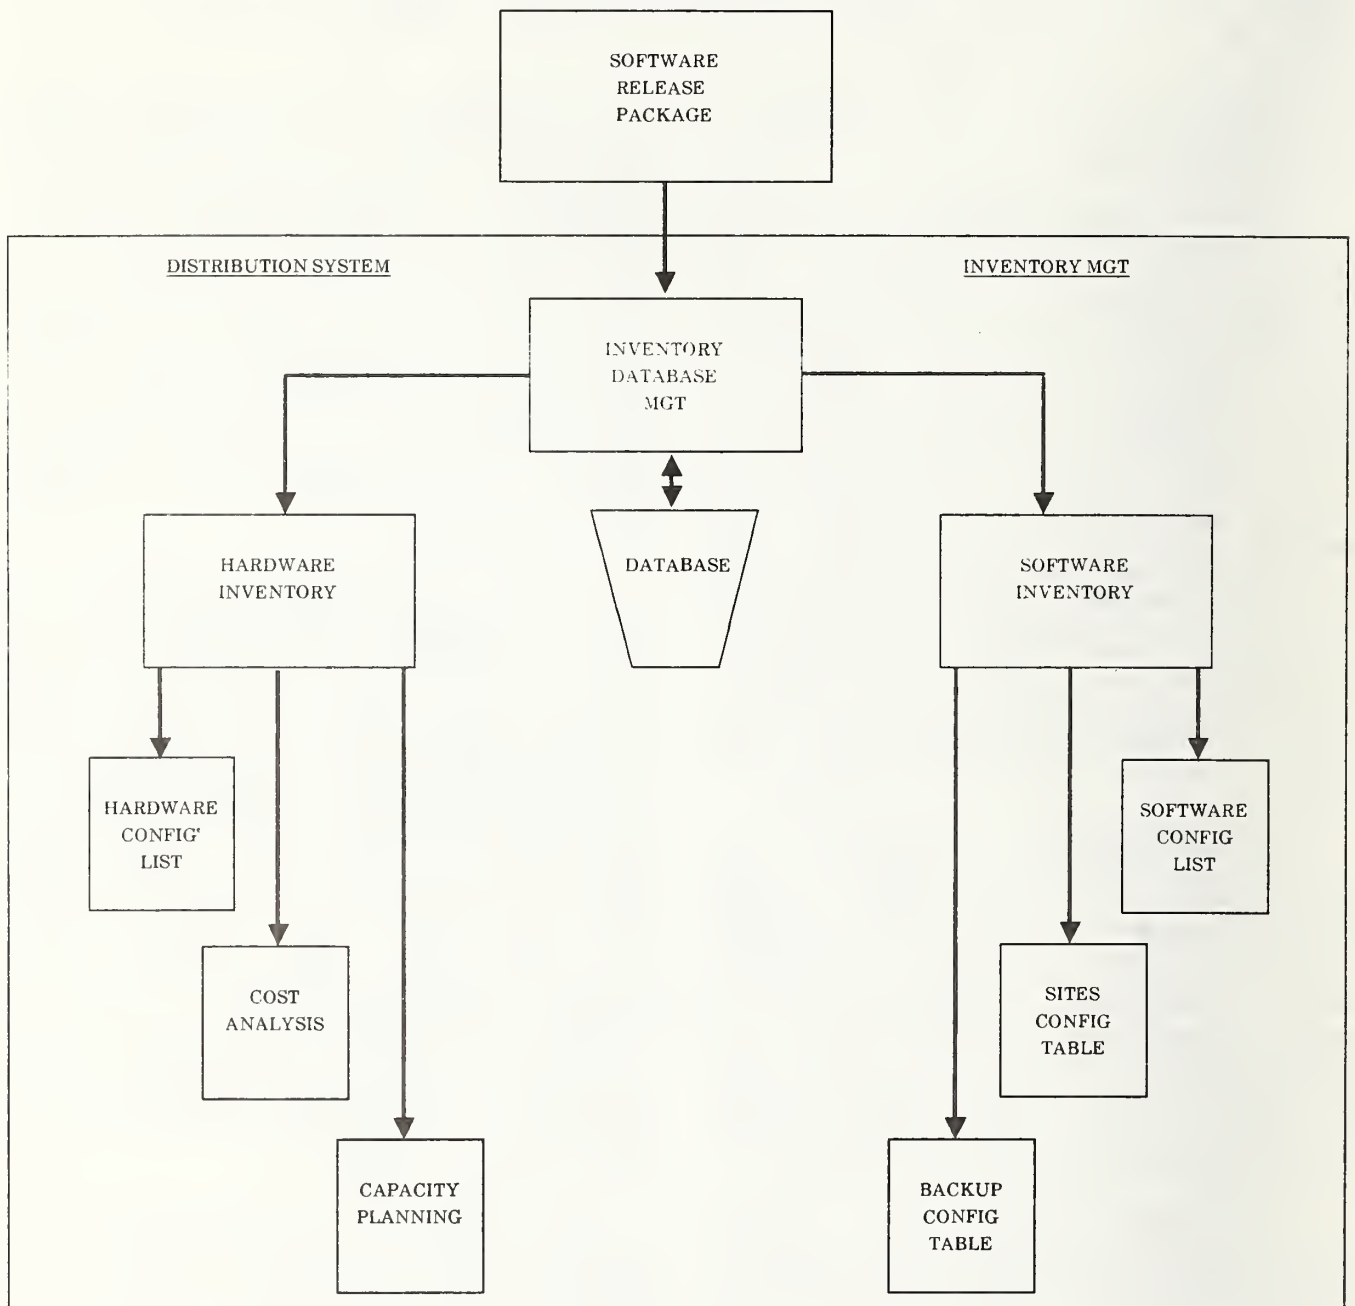 SOFTWARE
RELEASE
PACKAGE
DISTRIBUTION SYSTEM
INVENTORY MGT
INVENTORY
DATABASE
MGT
HARDWARE
INVENTORY
DATABASE
SOFTWARE
INVENTORY
HARDWARE
CONFIG'
LIST
SOFTWARE
CONFIG
LIST
COST
ANALYSIS
SITES
CONFIG
TABLE
CAPACITY
PLANNING
BACKUP
CONFIG
TABLE